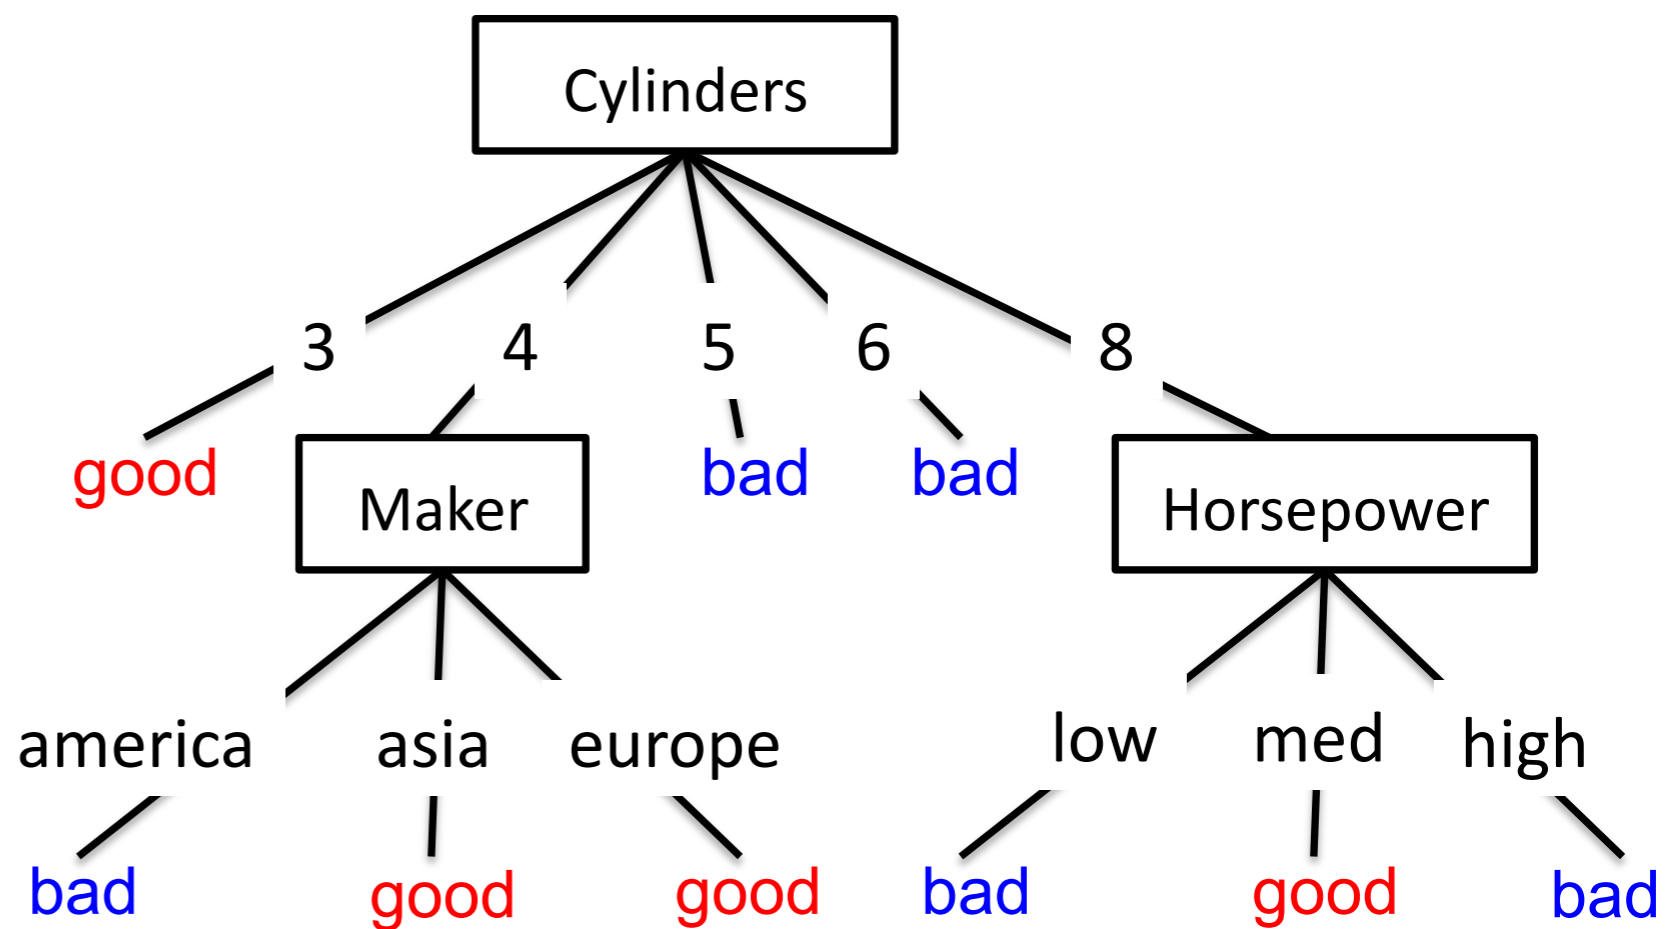 Cylinders
3 4 5 6 8
good Maker bad bad Horsepower
america asia europe low med high
bad good good bad good bad